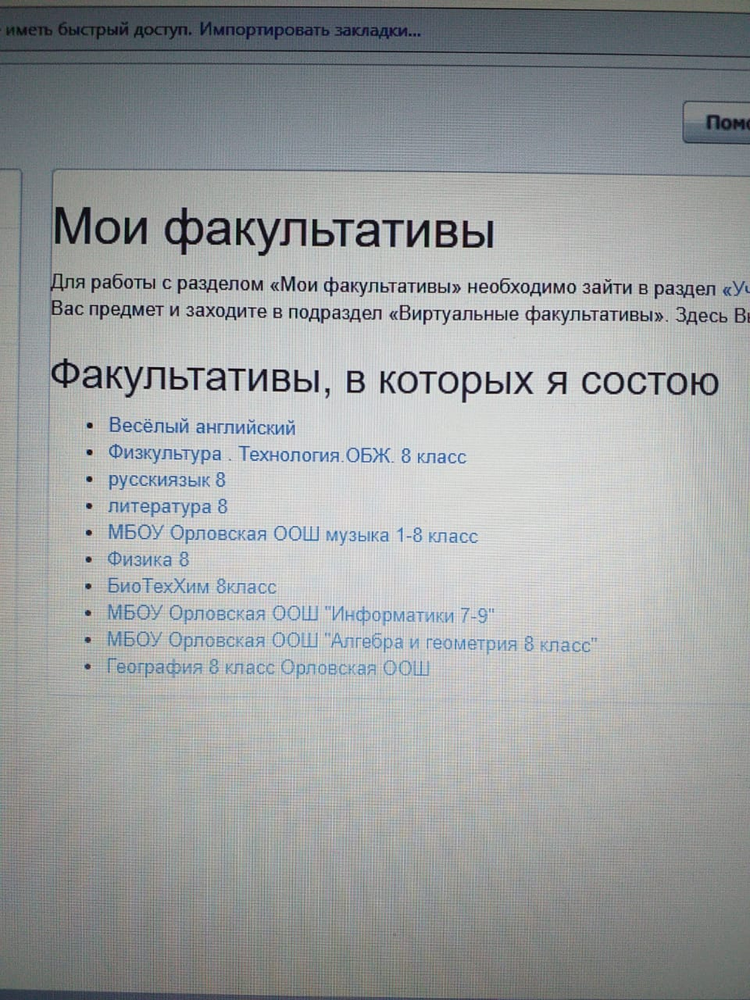 иметь быстрый доступ. Импортировать закладки...
Мои факультативы
Для работы с разделом «Мои факультативы» необходимо зайти в раздел
Вас предмет и заходите в подраздел «Виртуальные факультативы». Здесь
Факультативы, в которых я состою
Весёлый английский
Физкультура . Технология.ОБЖ. 8 класс
русскиязык 8
литература 8
МБОУ Орловская ООШ музыка 1-8 класс
Физика 8
БиоТехХим 8класс
МБОУ Орловская ООШ "Информатики 7-9"
МБОУ Орловская ООШ "Алгебра и геометрия 8 класс"
География 8 класс Орловская ООШ